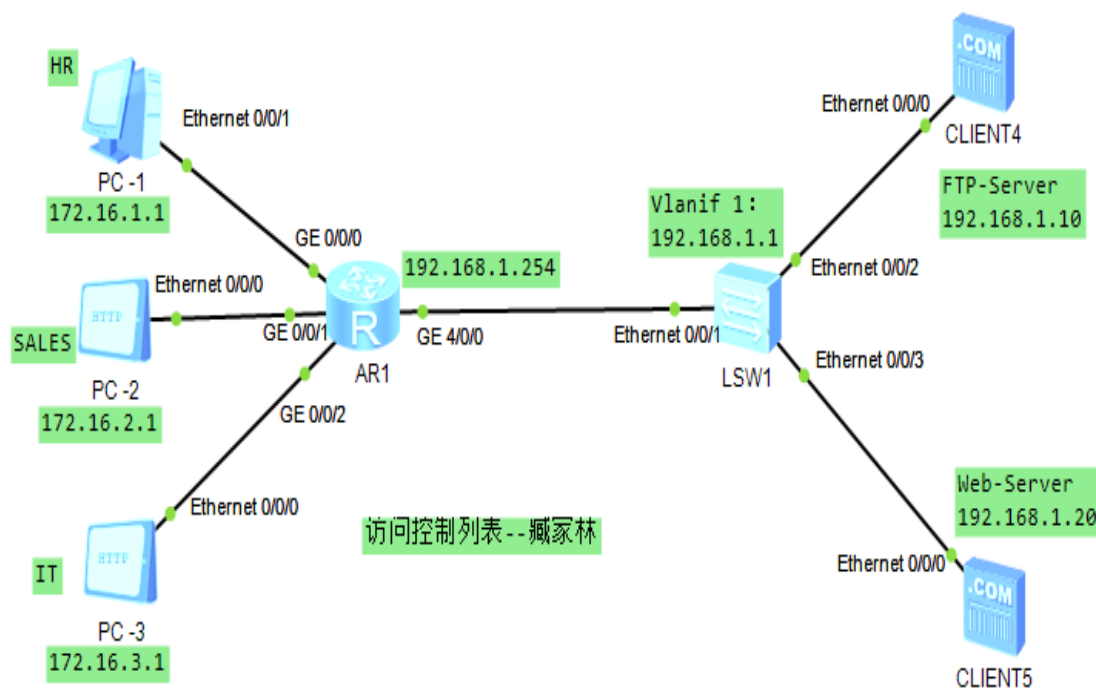 HR
Ethernet 0/0/1
PC -1
172.16.1.1
GE 0/0/0
Ethernet 0/0/0
HTTP
SALES
GE 0/0/1
PC -2
172.16.2.1
GE 0/0/2
Ethernet 0/0/0
HTTP
IT
PC -3
172.16.3.1
192.168.1.254
R
GE 4/0/0
AR1
访问控制列表--臧家林
Vlanif 1:
192.168.1.1
Ethernet 0/0/1
LSW1
Ethernet 0/0/2
Ethernet 0/0/3
Ethernet 0/0/0
.COM
CLIENT4
FTP-Server
192.168.1.10
Web-Server
192.168.1.20
Ethernet 0/0/0
.COM
CLIENT5